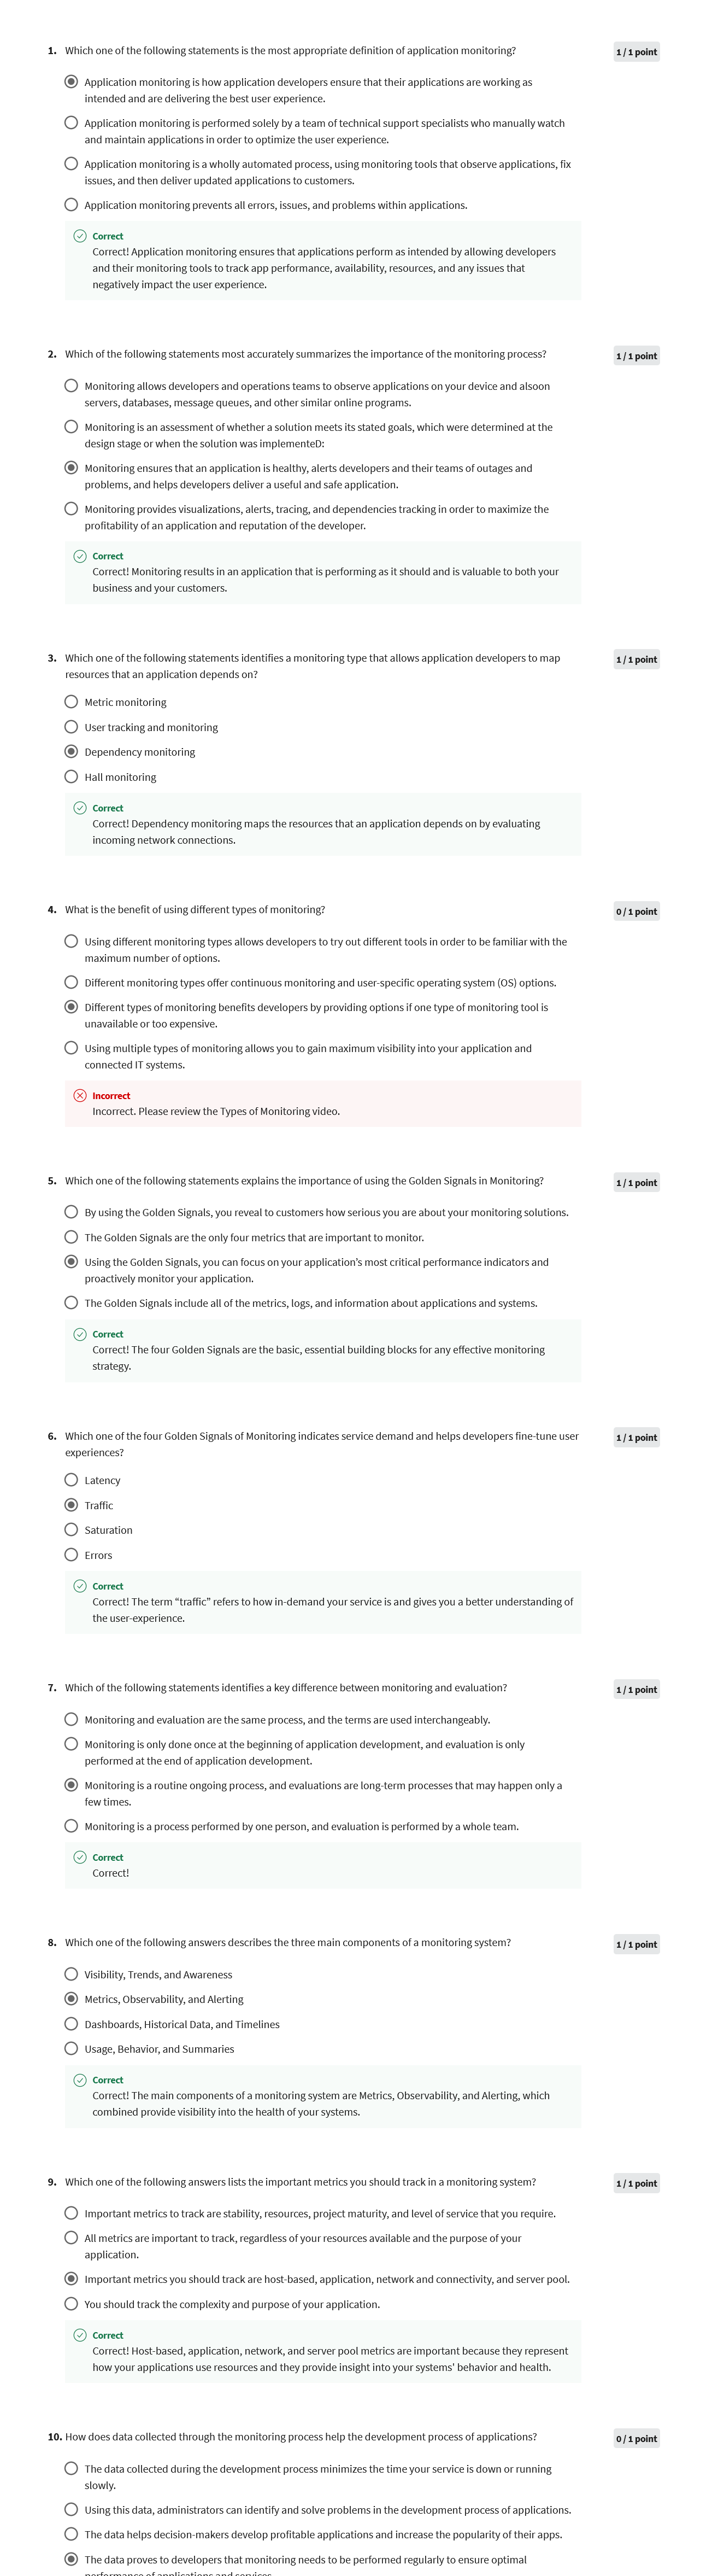 1. Which one of the following statements is the most appropriate definition of application monitoring?
1 / 1 point
Application monitoring is how application developers ensure that their applications are working as
intended and are delivering the best user experience.
Application monitoring is performed solely by a team of technical support specialists who manually watch
and maintain applications in order to optimize the user experience.
Application monitoring is a wholly automated process, using monitoring tools that observe applications, fix
issues, and then deliver updated applications to customers.
Application monitoring prevents all errors, issues, and problems within applications.
Correct
Correct! Application monitoring ensures that applications perform as intended by allowing developers
and their monitoring tools to track app performance, availability, resources, and any issues that
negatively impact the user experience.
2. Which of the following statements most accurately summarizes the importance of the monitoring process?
1 / 1 point
Monitoring allows developers and operations teams to observe applications on your device and alsoon
servers, databases, message queues, and other similar online programs.
Monitoring is an assessment of whether a solution meets its stated goals, which were determined at the
design stage or when the solution was implementeD:
Monitoring ensures that an application is healthy, alerts developers and their teams of outages and
problems, and helps developers deliver a useful and safe application.
Monitoring provides visualizations, alerts, tracing, and dependencies tracking in order to maximize the
profitability of an application and reputation of the developer.
Correct
Correct! Monitoring results in an application that is performing as it should and is valuable to both your
business and your customers.
3. Which one of the following statements identifies a monitoring type that allows application developers to map
resources that an application depends on?
1 / 1 point
Metric monitoring
User tracking and monitoring
Dependency monitoring
Hall monitoring
Correct
Correct! Dependency monitoring maps the resources that an application depends on by evaluating
incoming network connections.
4. What is the benefit of using different types of monitoring?
0 / 1 point
Using different monitoring types allows developers to try out different tools in order to be familiar with the
maximum number of options.
Different monitoring types offer continuous monitoring and user-specific operating system (OS) options.
Different types of monitoring benefits developers by providing options if one type of monitoring tool is
unavailable or too expensive.
Using multiple types of monitoring allows you to gain maximum visibility into your application and
connected IT systems.
Incorrect
Incorrect. Please review the Types of Monitoring video.
5. Which one of the following statements explains the importance of using the Golden Signals in Monitoring?
1 / 1 point
By using the Golden Signals, you reveal to customers how serious you are about your monitoring solutions.
The Golden Signals are the only four metrics that are important to monitor.
Using the Golden Signals, you can focus on your application’s most critical performance indicators and
proactively monitor your application.
The Golden Signals include all of the metrics, logs, and information about applications and systems.
Correct
Correct! The four Golden Signals are the basic, essential building blocks for any effective monitoring
strategy.
6. Which one of the four Golden Signals of Monitoring indicates service demand and helps developers fine-tune user
experiences?
1 / 1 point
Latency
Traffic
Saturation
Errors
Correct
Correct! The term “traffic” refers to how in-demand your service is and gives you a better understanding of
the user-experience.
7. Which of the following statements identifies a key difference between monitoring and evaluation?
1 / 1 point
Monitoring and evaluation are the same process, and the terms are used interchangeably.
Monitoring is only done once at the beginning of application development, and evaluation is only
performed at the end of application development.
Monitoring is a routine ongoing process, and evaluations are long-term processes that may happen only a
few times.
Monitoring is a process performed by one person, and evaluation is performed by a whole team.
Correct
Correct!
8. Which one of the following answers describes the three main components of a monitoring system?
1 / 1 point
Visibility, Trends, and Awareness
Metrics, Observability, and Alerting
Dashboards, Historical Data, and Timelines
Usage, Behavior, and Summaries
Correct
Correct! The main components of a monitoring system are Metrics, Observability, and Alerting, which
combined provide visibility into the health of your systems.
9. Which one of the following answers lists the important metrics you should track in a monitoring system?
1 / 1 point
Important metrics to track are stability, resources, project maturity, and level of service that you require.
All metrics are important to track, regardless of your resources available and the purpose of your
application.
Important metrics you should track are host-based, application, network and connectivity, and server pool.
You should track the complexity and purpose of your application.
Correct
Correct! Host-based, application, network, and server pool metrics are important because they represent
how your applications use resources and they provide insight into your systems’ behavior and health.
10. How does data collected through the monitoring process help the development process of applications?
0 / 1 point
The data collected during the development process minimizes the time your service is down or running
slowly.
Using this data, administrators can identify and solve problems in the development process of applications.
The data helps decision-makers develop profitable applications and increase the popularity of their apps.
The data proves to developers that monitoring needs to be performed regularly to ensure optimal
performance of applications and services.